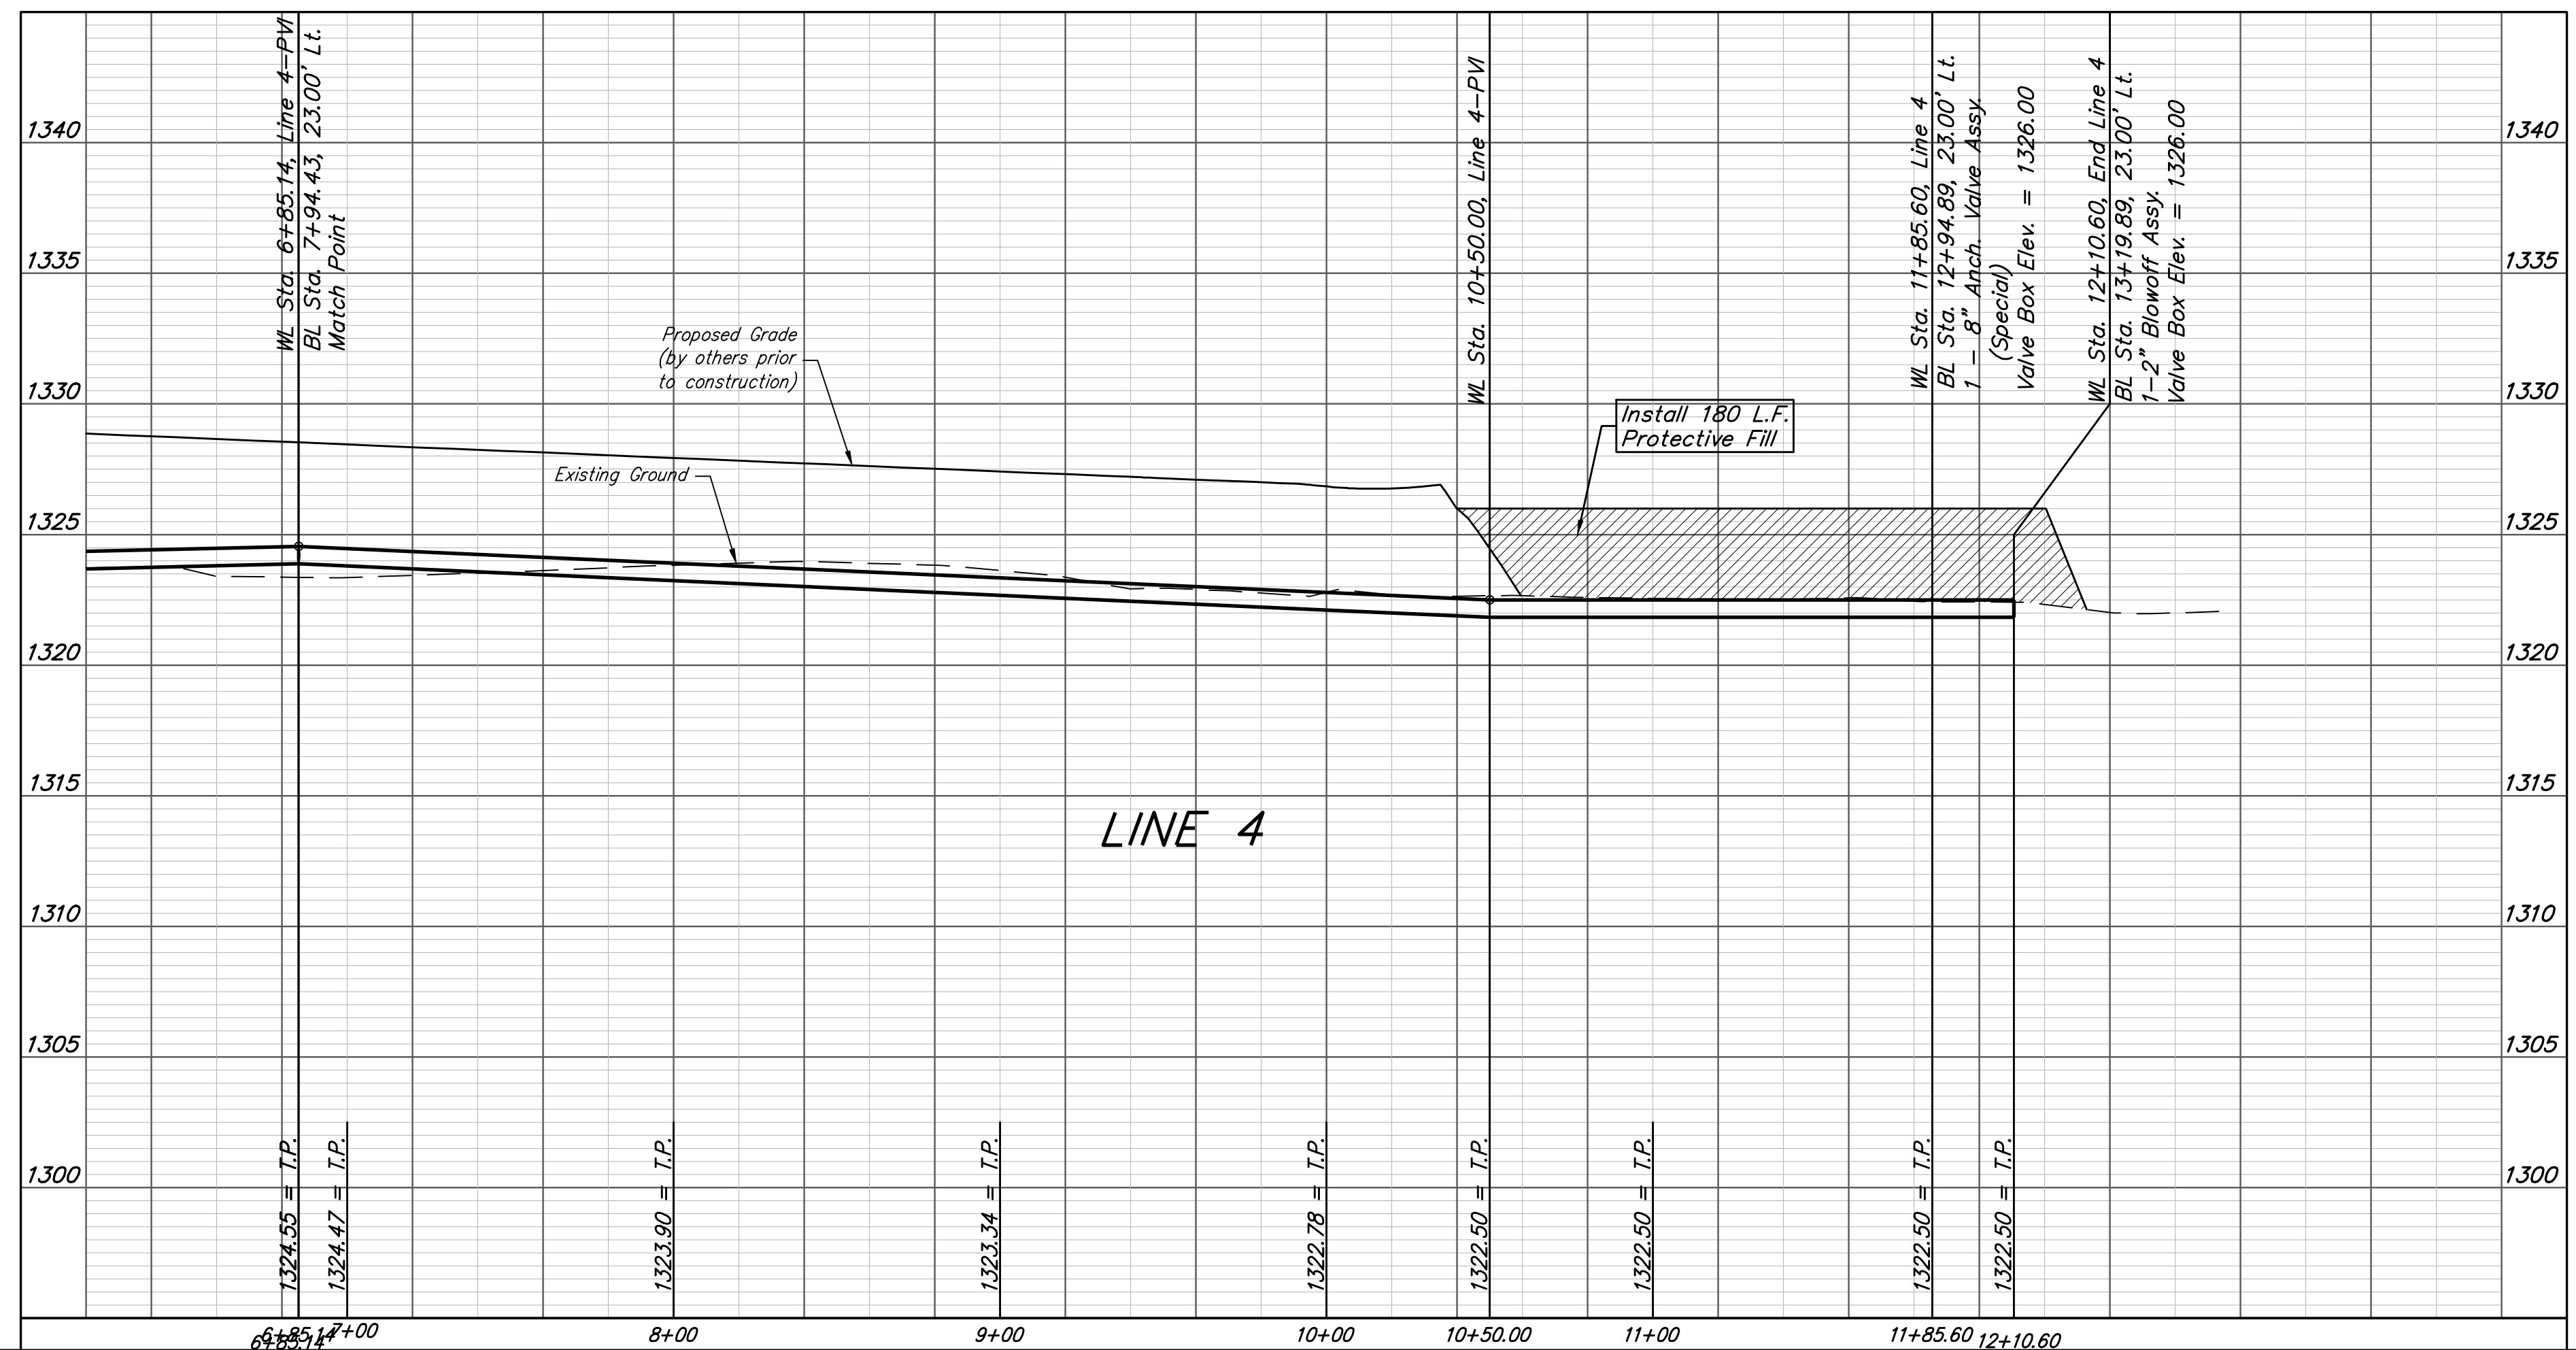 WL Sta. 6+85.14, Line 4-PVI
BL Sta. 7+94.43, 23.00' Lt.
Match Point
WL Sta. 10+50.00, Line 4-PVI
WL Sta. 11+85.60, Line 4
BL Sta. 12+94.89, 23.00' Lt.
1 - 8" Anch. Valve Assy.
(Special)
Valve Box Elev. = 1326.00
WL Sta. 12+10.60, End Line 4
BL Sta. 13+19.89, 23.00' Lt.
1-2" Blowoff Assy.
Valve Box Elev. = 1326.00
1340
1340
1335
1335
Proposed Grade
(by others prior
to construction)
1330
1330
Install 180 L.F.
Protective Fill
Existing Ground
1325
1325
1320
1320
1315
1315
LINE 4
1310
1310
1305
1305
1300
1300
1324.55 = T.P.
1324.47 = T.P.
1323.90 = T.P.
1323.34 = T.P.
1322.78 = T.P.
1322.50 = T.P.
1322.50 = T.P.
1322.50 = T.P.
1322.50 = T.P.
6+85.14
6+85.14
7+00
8+00
9+00
10+00
10+50.00
11+00
11+85.60
12+10.60